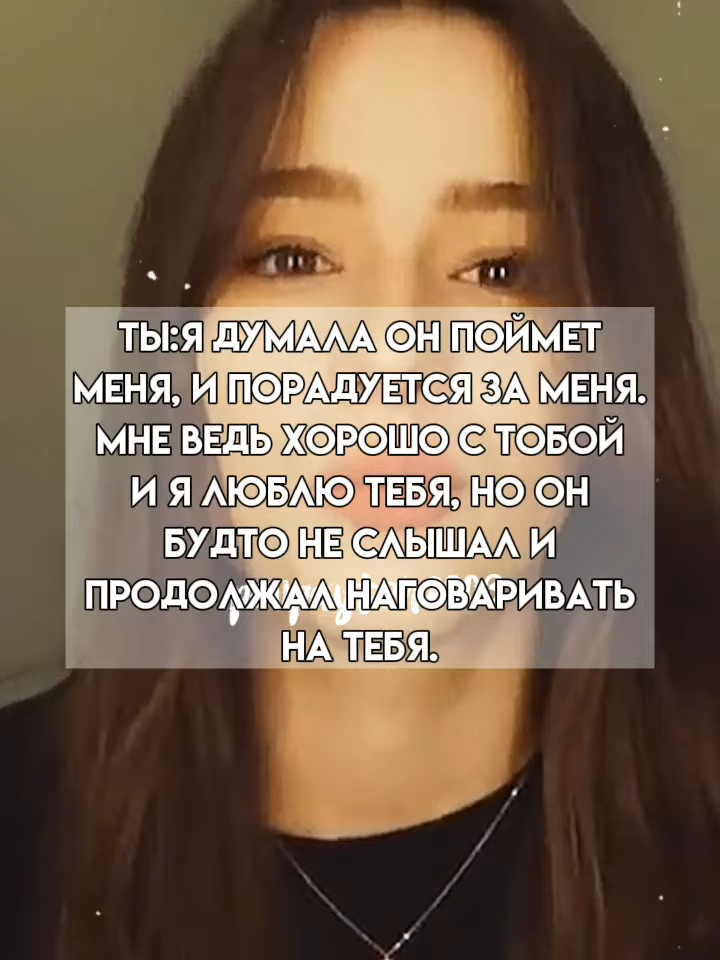 ТЫ:Я ДУМАЛА ОН ПОЙМЕТ
МЕНЯ, И ПОРАДУЕТСЯ ЗА МЕНЯ.
МНЕ ВЕДЬ ХОРОШО С ТОБОЙ
И Я ЛЮБЛЮ ТЕБЯ, НО ОН
БУДТО НЕ СЛЫШАЛ И
ПРОДОЛЖАЛ НАГОВАРИВАТЬ
НА ТЕБЯ.